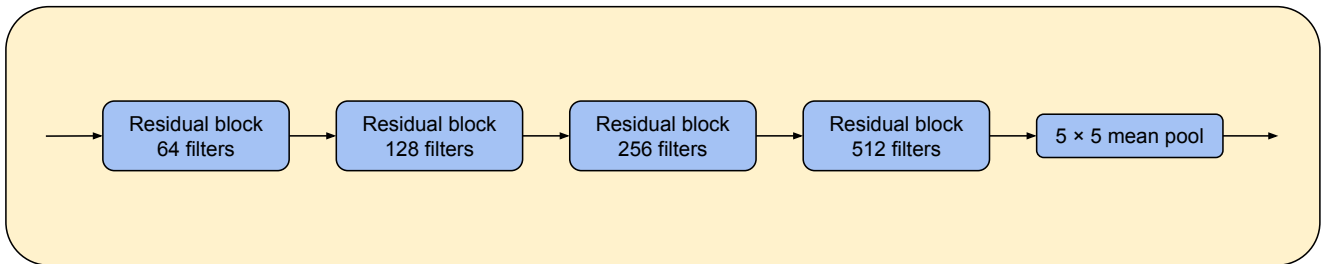 Residual block
64 filters
Residual block
128 filters
Residual block
256 filters
Residual block
512 filters
5 × 5 mean pool